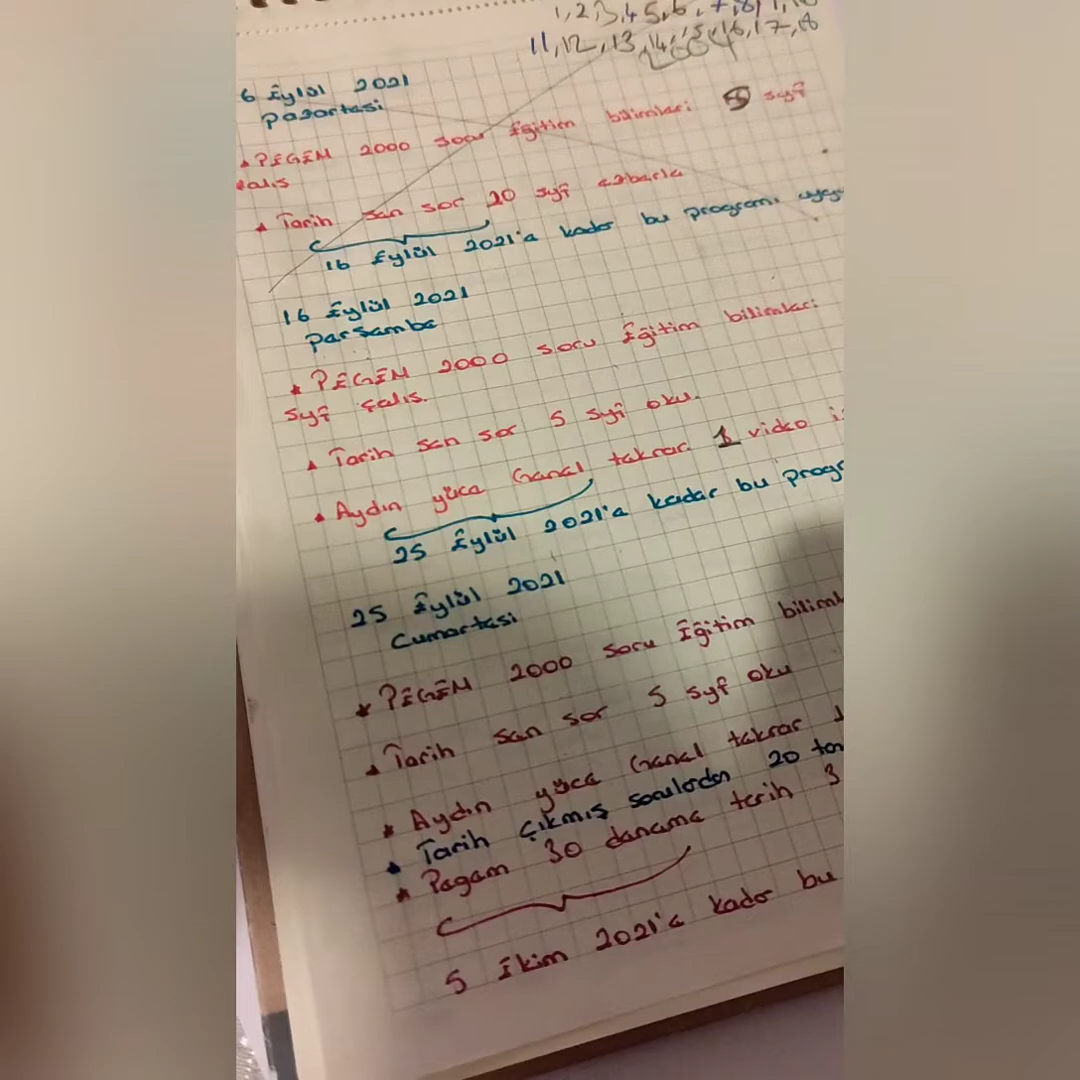 1,2,3,4,5,6,7,8,
11,12,13,14,15,16,17,18
6 Eylül 2021
Pazartesi
PEGEM 2000 soru Eğitim bilimleri 5 syf
çalış
Tarih sen sor 20 syf ezberle
16 Eylül 2021'e kadar bu programı
16 Eylül 2021
Perşembe
PEGEM 2000 soru Eğitim bilimleri
syf çalış.
Tarih sen sor 5 syf oku.
Aydın yüce Genel tekrar 1 video
25 Eylül 2021'e kadar bu
25 Eylül 2021
Cumartesi
PEGEM 2000 soru Eğitim
Tarih sen sor 5 syf oku
Aydın yüce Genel tekrar
Tarih çıkmış sorulardan 20
Pegem 30 deneme tarih 3
5 Ekim 2021'e kadar bu